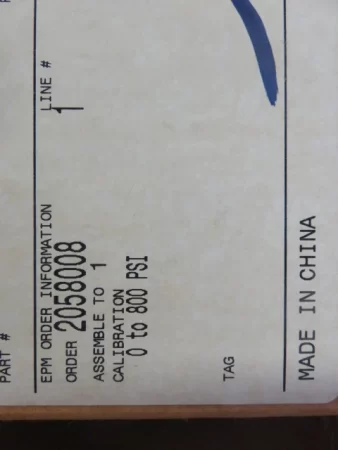 PART #
EPM ORDER INFORMATION
LINE #
ORDER 2058008
1
ASSEMBLE TO 1
CALIBRATION
0 to 800 PSI
TAG
MADE IN CHINA